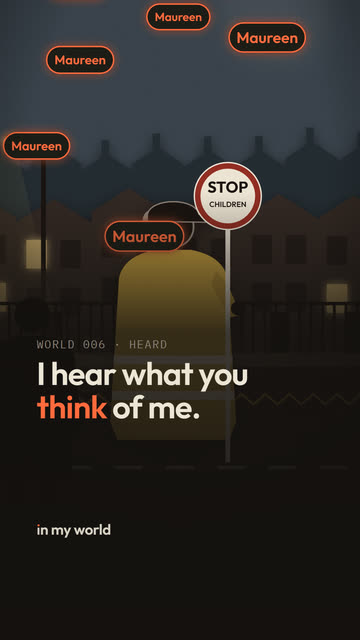 Maureen
Maureen
Maureen
Maureen
STOP
CHILDREN
Maureen
WORLD 006 · HEARD
I hear what you
think of me.
in my world